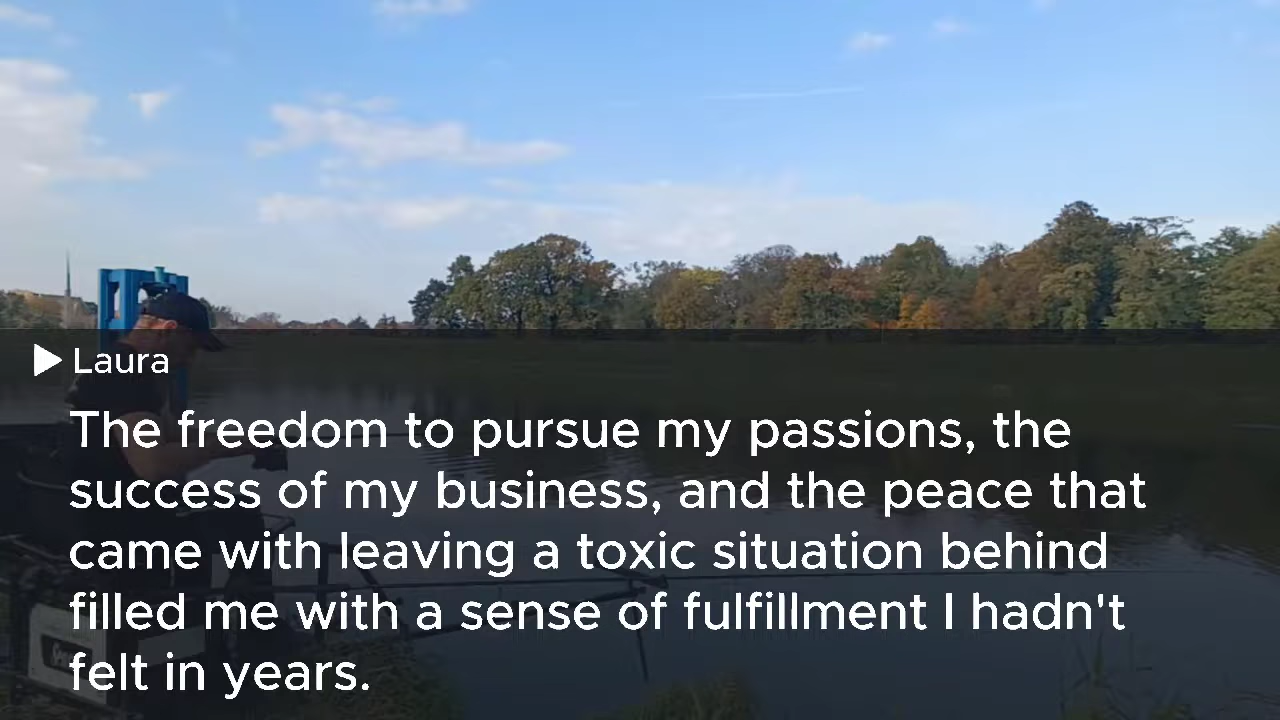 Laura
The freedom to pursue my passions, the
success of my business, and the peace that
came with leaving a toxic situation behind
filled me with a sense of fulfillment I hadn't
felt in years.